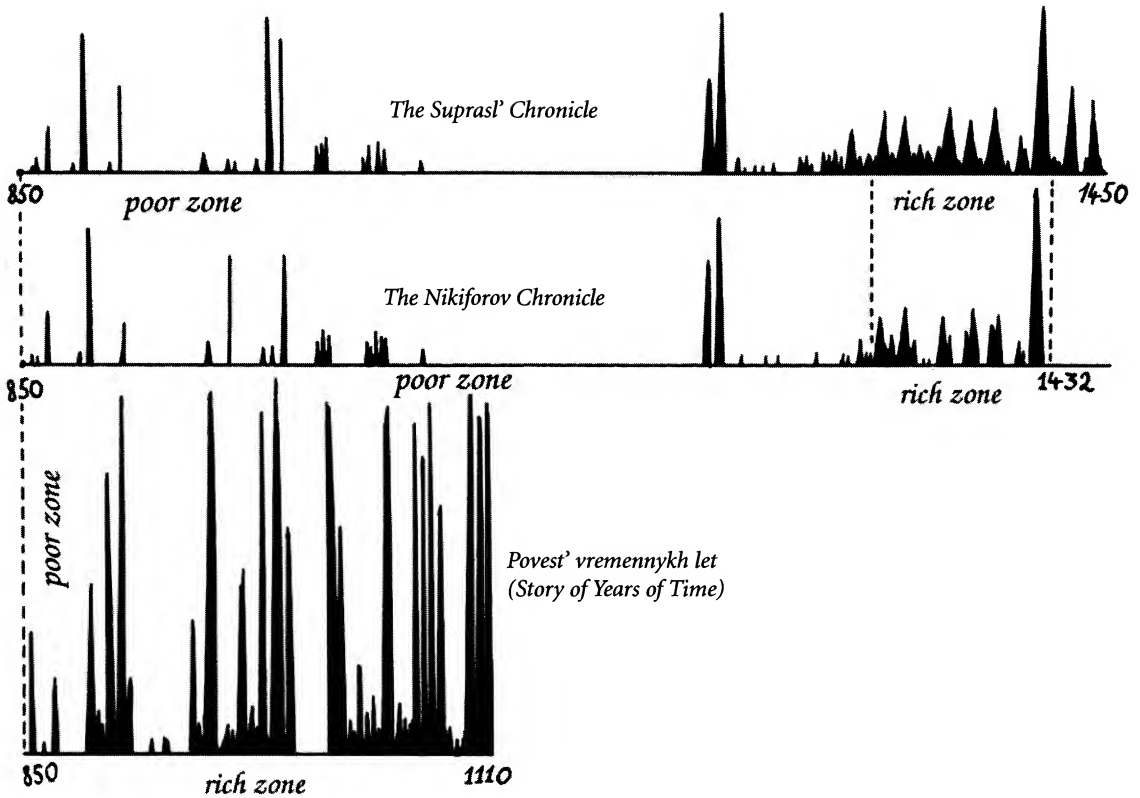 The Suprasl' Chronicle
850
poor zone
rich zone
1450
The Nikiforov Chronicle
850
poor zone
rich zone
1432
poor zone
Povest' vremennykh let
(Story of Years of Time)
850
rich zone
1110